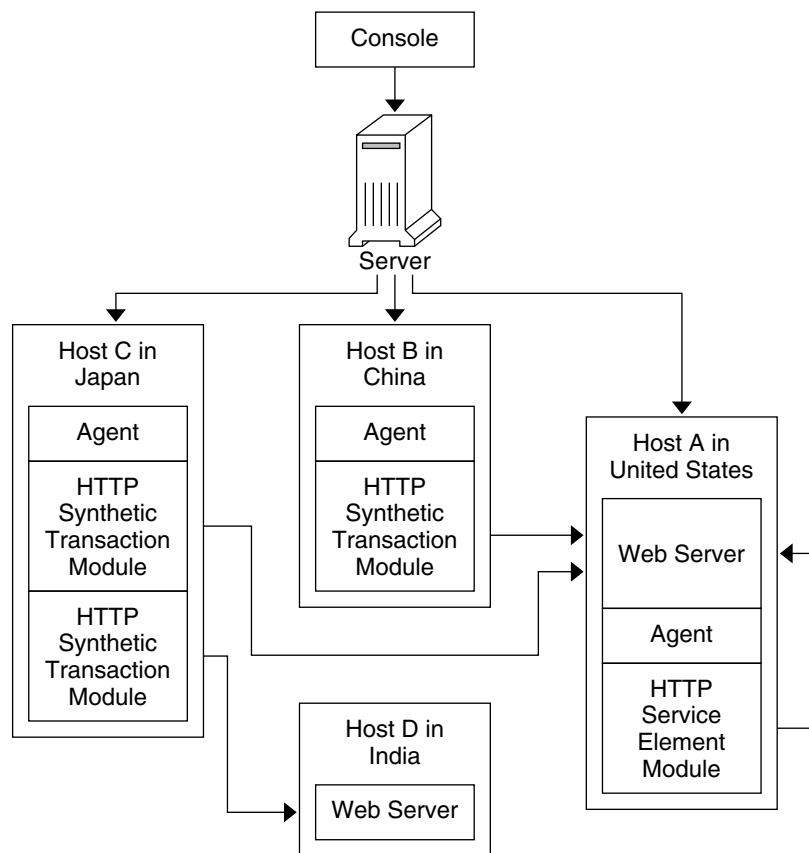 Console
Server
Host C in
Japan
Agent
HTTP
Synthetic
Transaction
Module
HTTP
Synthetic
Transaction
Module
Host B in
China
Agent
HTTP
Synthetic
Transaction
Module
Host A in
United States
Web Server
Agent
HTTP
Service
Element
Module
Host D in
India
Web Server